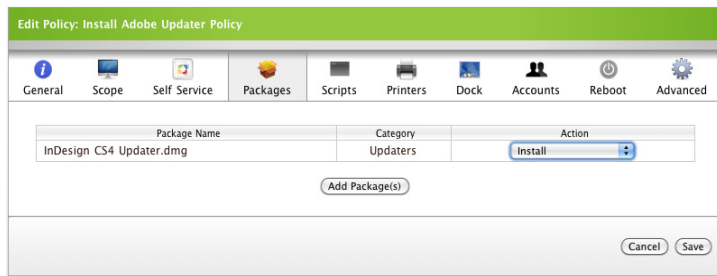 Edit Policy: Install Adobe Updater Policy
General Scope Self Service Packages Scripts Printers Dock Accounts Reboot Advanced
Package Name Category Action
InDesign CS4 Updater.dmg Updaters Install
Add Package(s)
Cancel Save